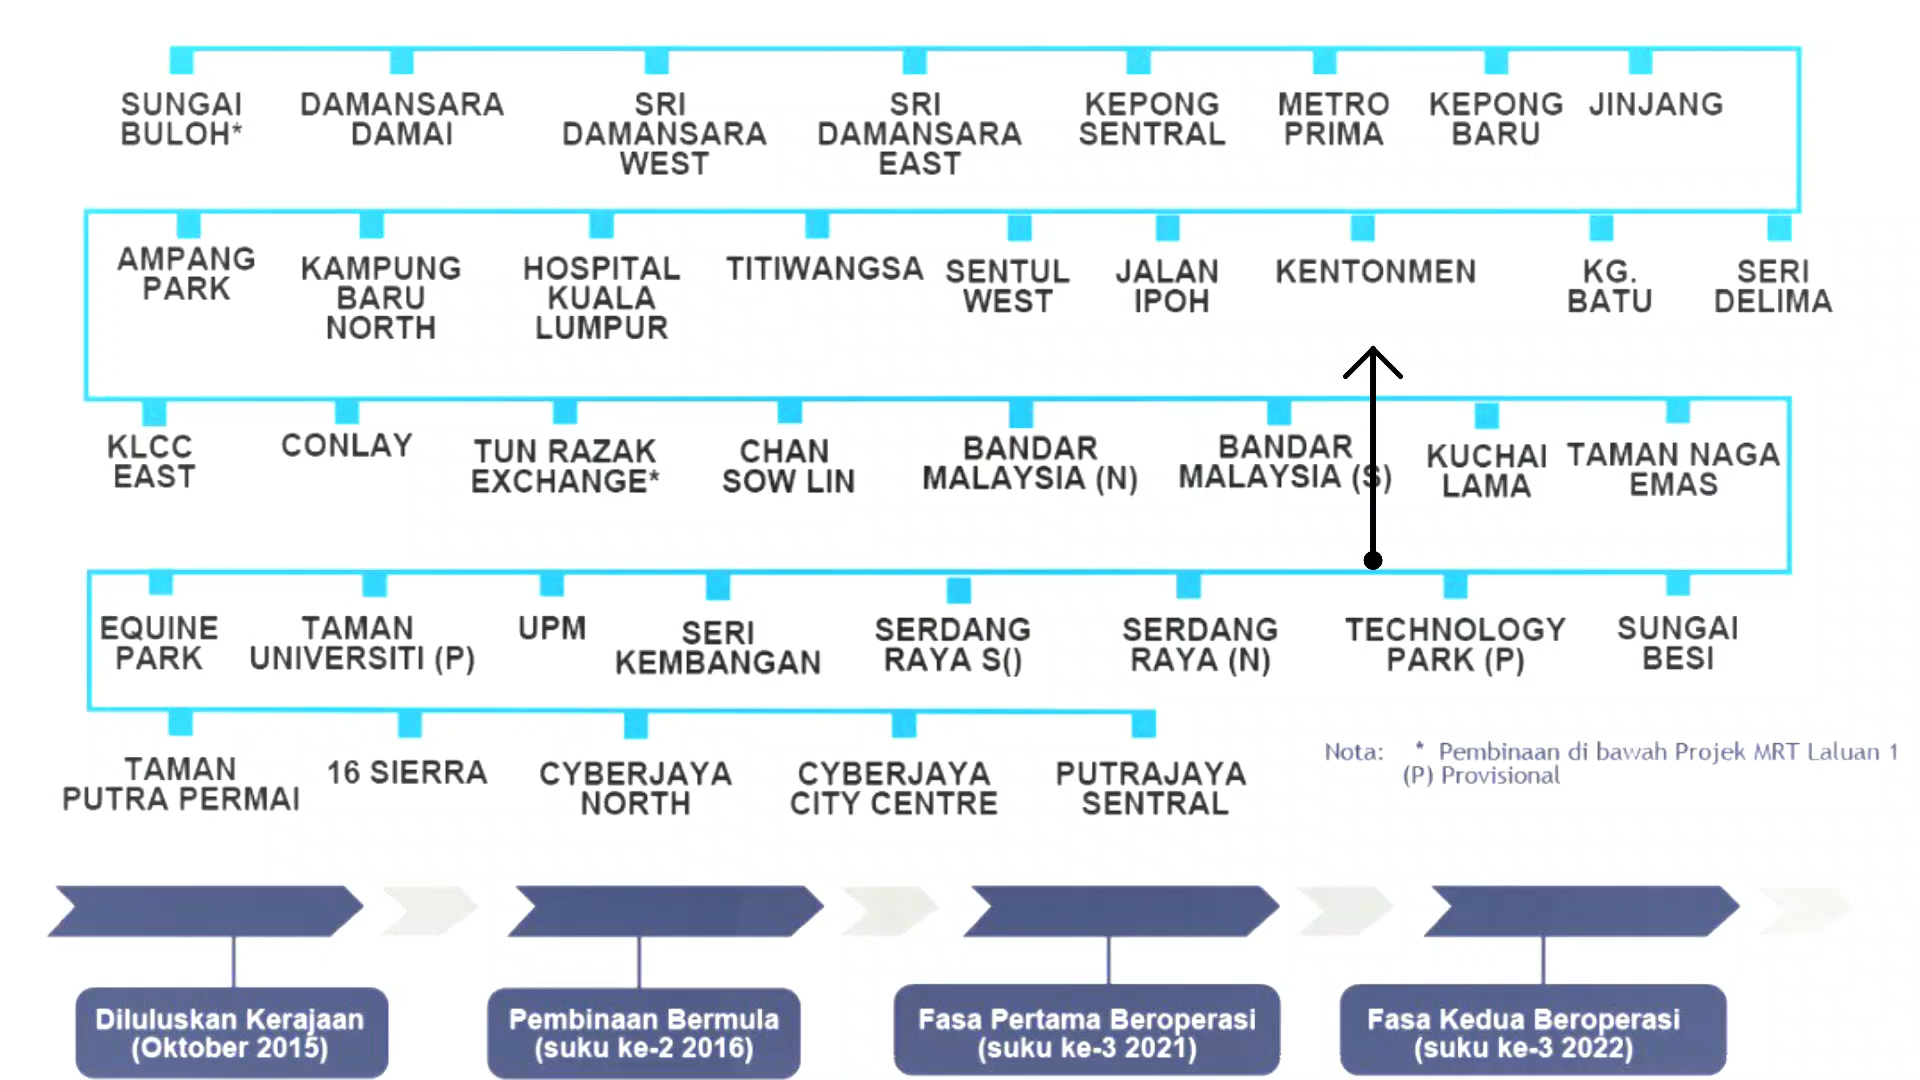 SUNGAI
BULOH*
DAMANSARA
DAMAI
SRI
DAMANSARA
WEST
SRI
DAMANSARA
EAST
KEPONG
SENTRAL
METRO
PRIMA
KEPONG
BARU
JINJANG
AMPANG
PARK
KAMPUNG
BARU
NORTH
HOSPITAL
KUALA
LUMPUR
TITIWANGSA
SENTUL
WEST
JALAN
IPOH
KENTONMEN
KG.
BATU
SERI
DELIMA
KLCC
EAST
CONLAY
TUN RAZAK
EXCHANGE*
CHAN
SOW LIN
BANDAR
MALAYSIA (N)
BANDAR
MALAYSIA (S)
KUCHAI
LAMA
TAMAN NAGA
EMAS
EQUINE
PARK
TAMAN
UNIVERSITI (P)
UPM
SERI
KEMBANGAN
SERDANG
RAYA S()
SERDANG
RAYA (N)
TECHNOLOGY
PARK (P)
SUNGAI
BESI
TAMAN
PUTRA PERMAI
16 SIERRA
CYBERJAYA
NORTH
CYBERJAYA
CITY CENTRE
PUTRAJAYA
SENTRAL
Nota: * Pembinaan di bawah Projek MRT Laluan 1
(P) Provisional
Diluluskan Kerajaan
(Oktober 2015)
Pembinaan Bermula
(suku ke-2 2016)
Fasa Pertama Beroperasi
(suku ke-3 2021)
Fasa Kedua Beroperasi
(suku ke-3 2022)